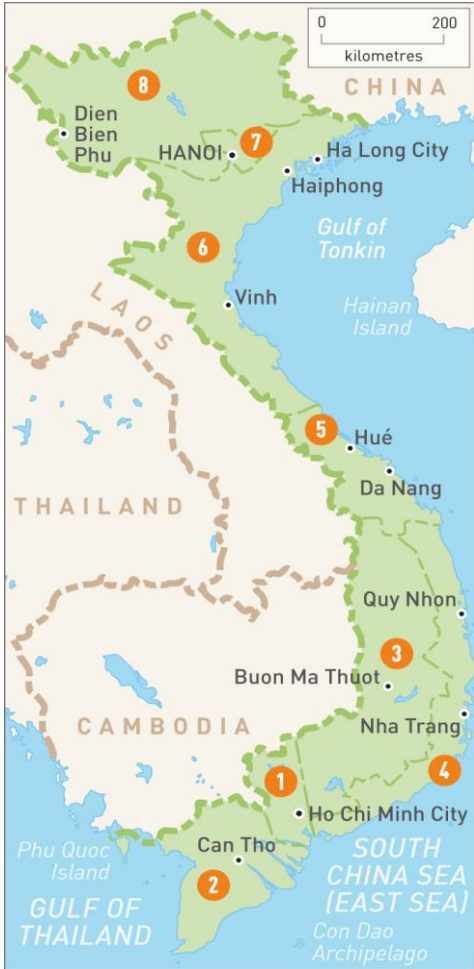 0 200
kilometres
CHINA
8
Dien
Bien
Phu
7
HANOI
Ha Long City
Haiphong
Gulf of
Tonkin
6
Vinh
Hainan
Island
LAOS
5
Hué
Da Nang
THAILAND
Quy Nhon
3
Buon Ma Thuot
Nha Trang
CAMBODIA
4
1
Ho Chi Minh City
Phu Quoc
Island
Can Tho
2
SOUTH
CHINA SEA
(EAST SEA)
GULF OF
THAILAND
Con Dao
Archipelago